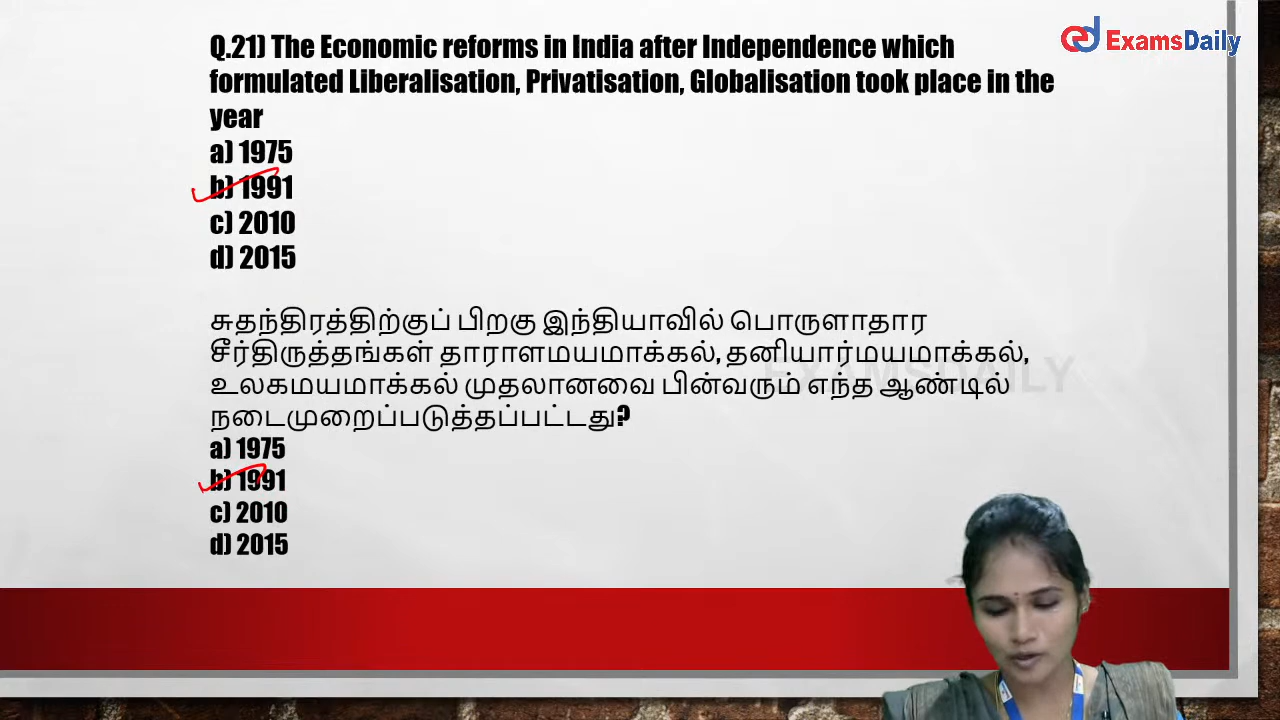 ExamsDaily
Q.21) The Economic reforms in India after Independence which
formulated Liberalisation, Privatisation, Globalisation took place in the
year
a) 1975
b) 1991
c) 2010
d) 2015
சுதந்திரத்திற்குப் பிறகு இந்தியாவில் பொருளாதார
சீர்திருத்தங்கள் தாராளமயமாக்கல், தனியார்மயமாக்கல்,
உலகமயமாக்கல் முதலானவை பின்வரும் எந்த ஆண்டில்
நடைமுறைப்படுத்தப்பட்டது?
a) 1975
b) 1991
c) 2010
d) 2015
EXAMSDAILY